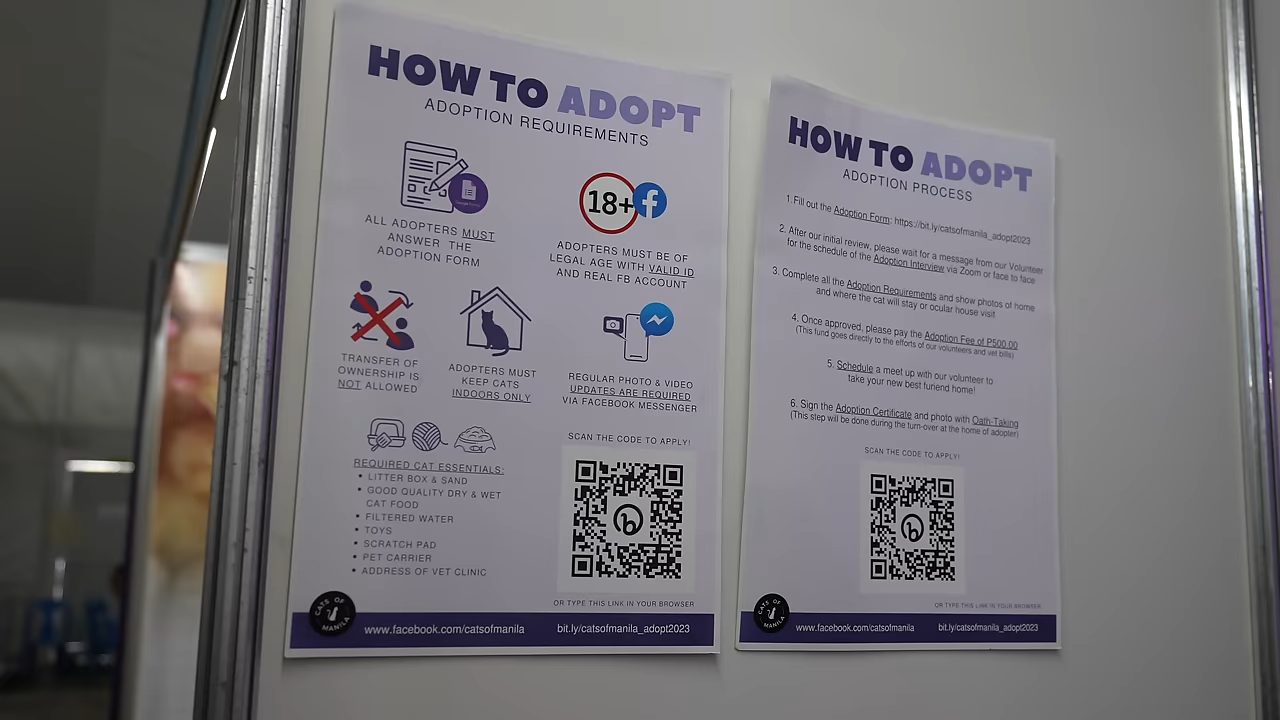 HOW TO ADOPT
ADOPTION REQUIREMENTS
ALL ADOPTERS MUST
ANSWER THE
ADOPTION FORM
18+
ADOPTERS MUST BE OF
LEGAL AGE WITH VALID ID
AND REAL FB ACCOUNT
TRANSFER OF
OWNERSHIP IS
NOT ALLOWED
ADOPTERS MUST
KEEP CATS
INDOORS ONLY
REGULAR PHOTO & VIDEO
UPDATES ARE REQUIRED
VIA FACEBOOK MESSENGER
REQUIRED CAT ESSENTIALS:
• LITTER BOX & SAND
• GOOD QUALITY DRY & WET
CAT FOOD
• FILTERED WATER
• TOYS
• SCRATCH PAD
• PET CARRIER
• ADDRESS OF VET CLINIC
SCAN THE CODE TO APPLY!
OR TYPE THIS LINK IN YOUR BROWSER
CATS OF
MANILA
www.facebook.com/catsofmanila
bit.ly/catsofmanila_adopt2023
HOW TO ADOPT
ADOPTION PROCESS
1. Fill out the Adoption Form: https://bit.ly/catsofmanila_adopt2023
2. After our initial review, please wait for a message from our Volunteer
for the schedule of the Adoption Interview via Zoom or face to face
3. Complete all the Adoption Requirements and show photos of home
and where the cat will stay or ocular house visit
4. Once approved, please pay the Adoption Fee of P500.00
(This fund goes directly to the efforts of our volunteers and vet bills)
5. Schedule a meet up with our volunteer to
take your new best furiend home!
6. Sign the Adoption Certificate and photo with Oath-Taking
(This step will be done during the turn-over at the home of adopter)
SCAN THE CODE TO APPLY!
OR TYPE THIS LINK IN YOUR BROWSER
CATS OF
MANILA
www.facebook.com/catsofmanila
bit.ly/catsofmanila_adopt2023